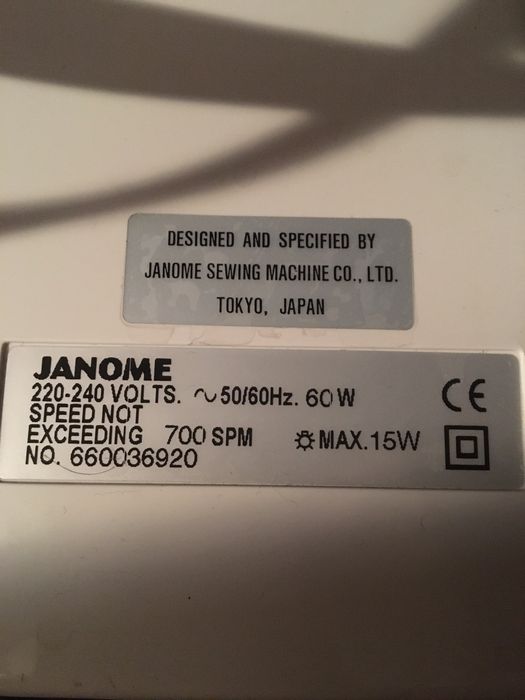 DESIGNED AND SPECIFIED BY
JANOME SEWING MACHINE CO., LTD.
TOKYO, JAPAN
JANOME
220-240 VOLTS. ∿ 50/60Hz. 60 W
SPEED NOT
EXCEEDING 700 SPM MAX.15W
NO. 660036920
CE